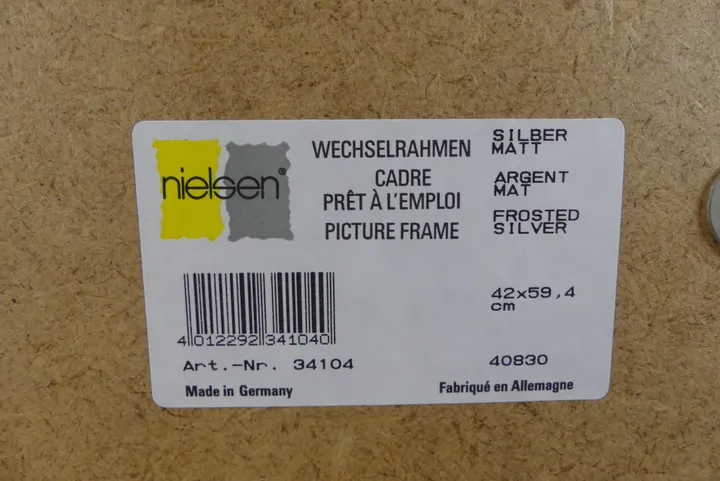 nielsen®
WECHSELRAHMEN
CADRE
PRÊT À L'EMPLOI
PICTURE FRAME
SILBER
MATT
ARGENT
MAT
FROSTED
SILVER
42x59,4
cm
4 012292 341040
Art.-Nr. 34104
40830
Made in Germany
Fabriqué en Allemagne